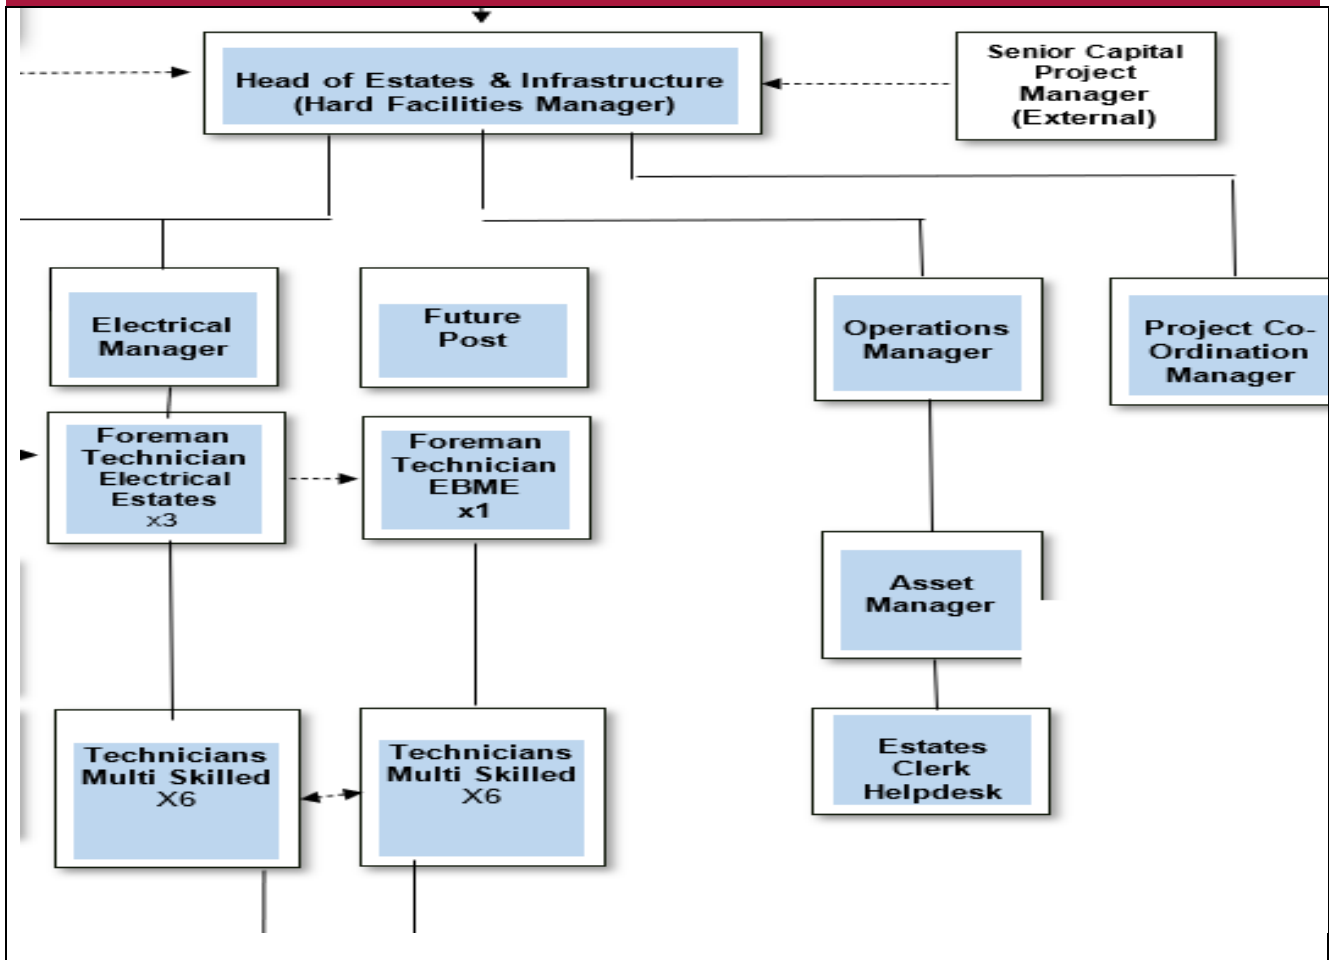 Head of Estates & Infrastructure
(Hard Facilities Manager)
Senior Capital
Project
Manager
(External)
Electrical
Manager
Future
Post
Operations
Manager
Project Co-
Ordination
Manager
Foreman
Technician
Electrical
Estates
x3
Foreman
Technician
EBME
x1
Asset
Manager
Technicians
Multi Skilled
X6
Technicians
Multi Skilled
X6
Estates
Clerk
Helpdesk